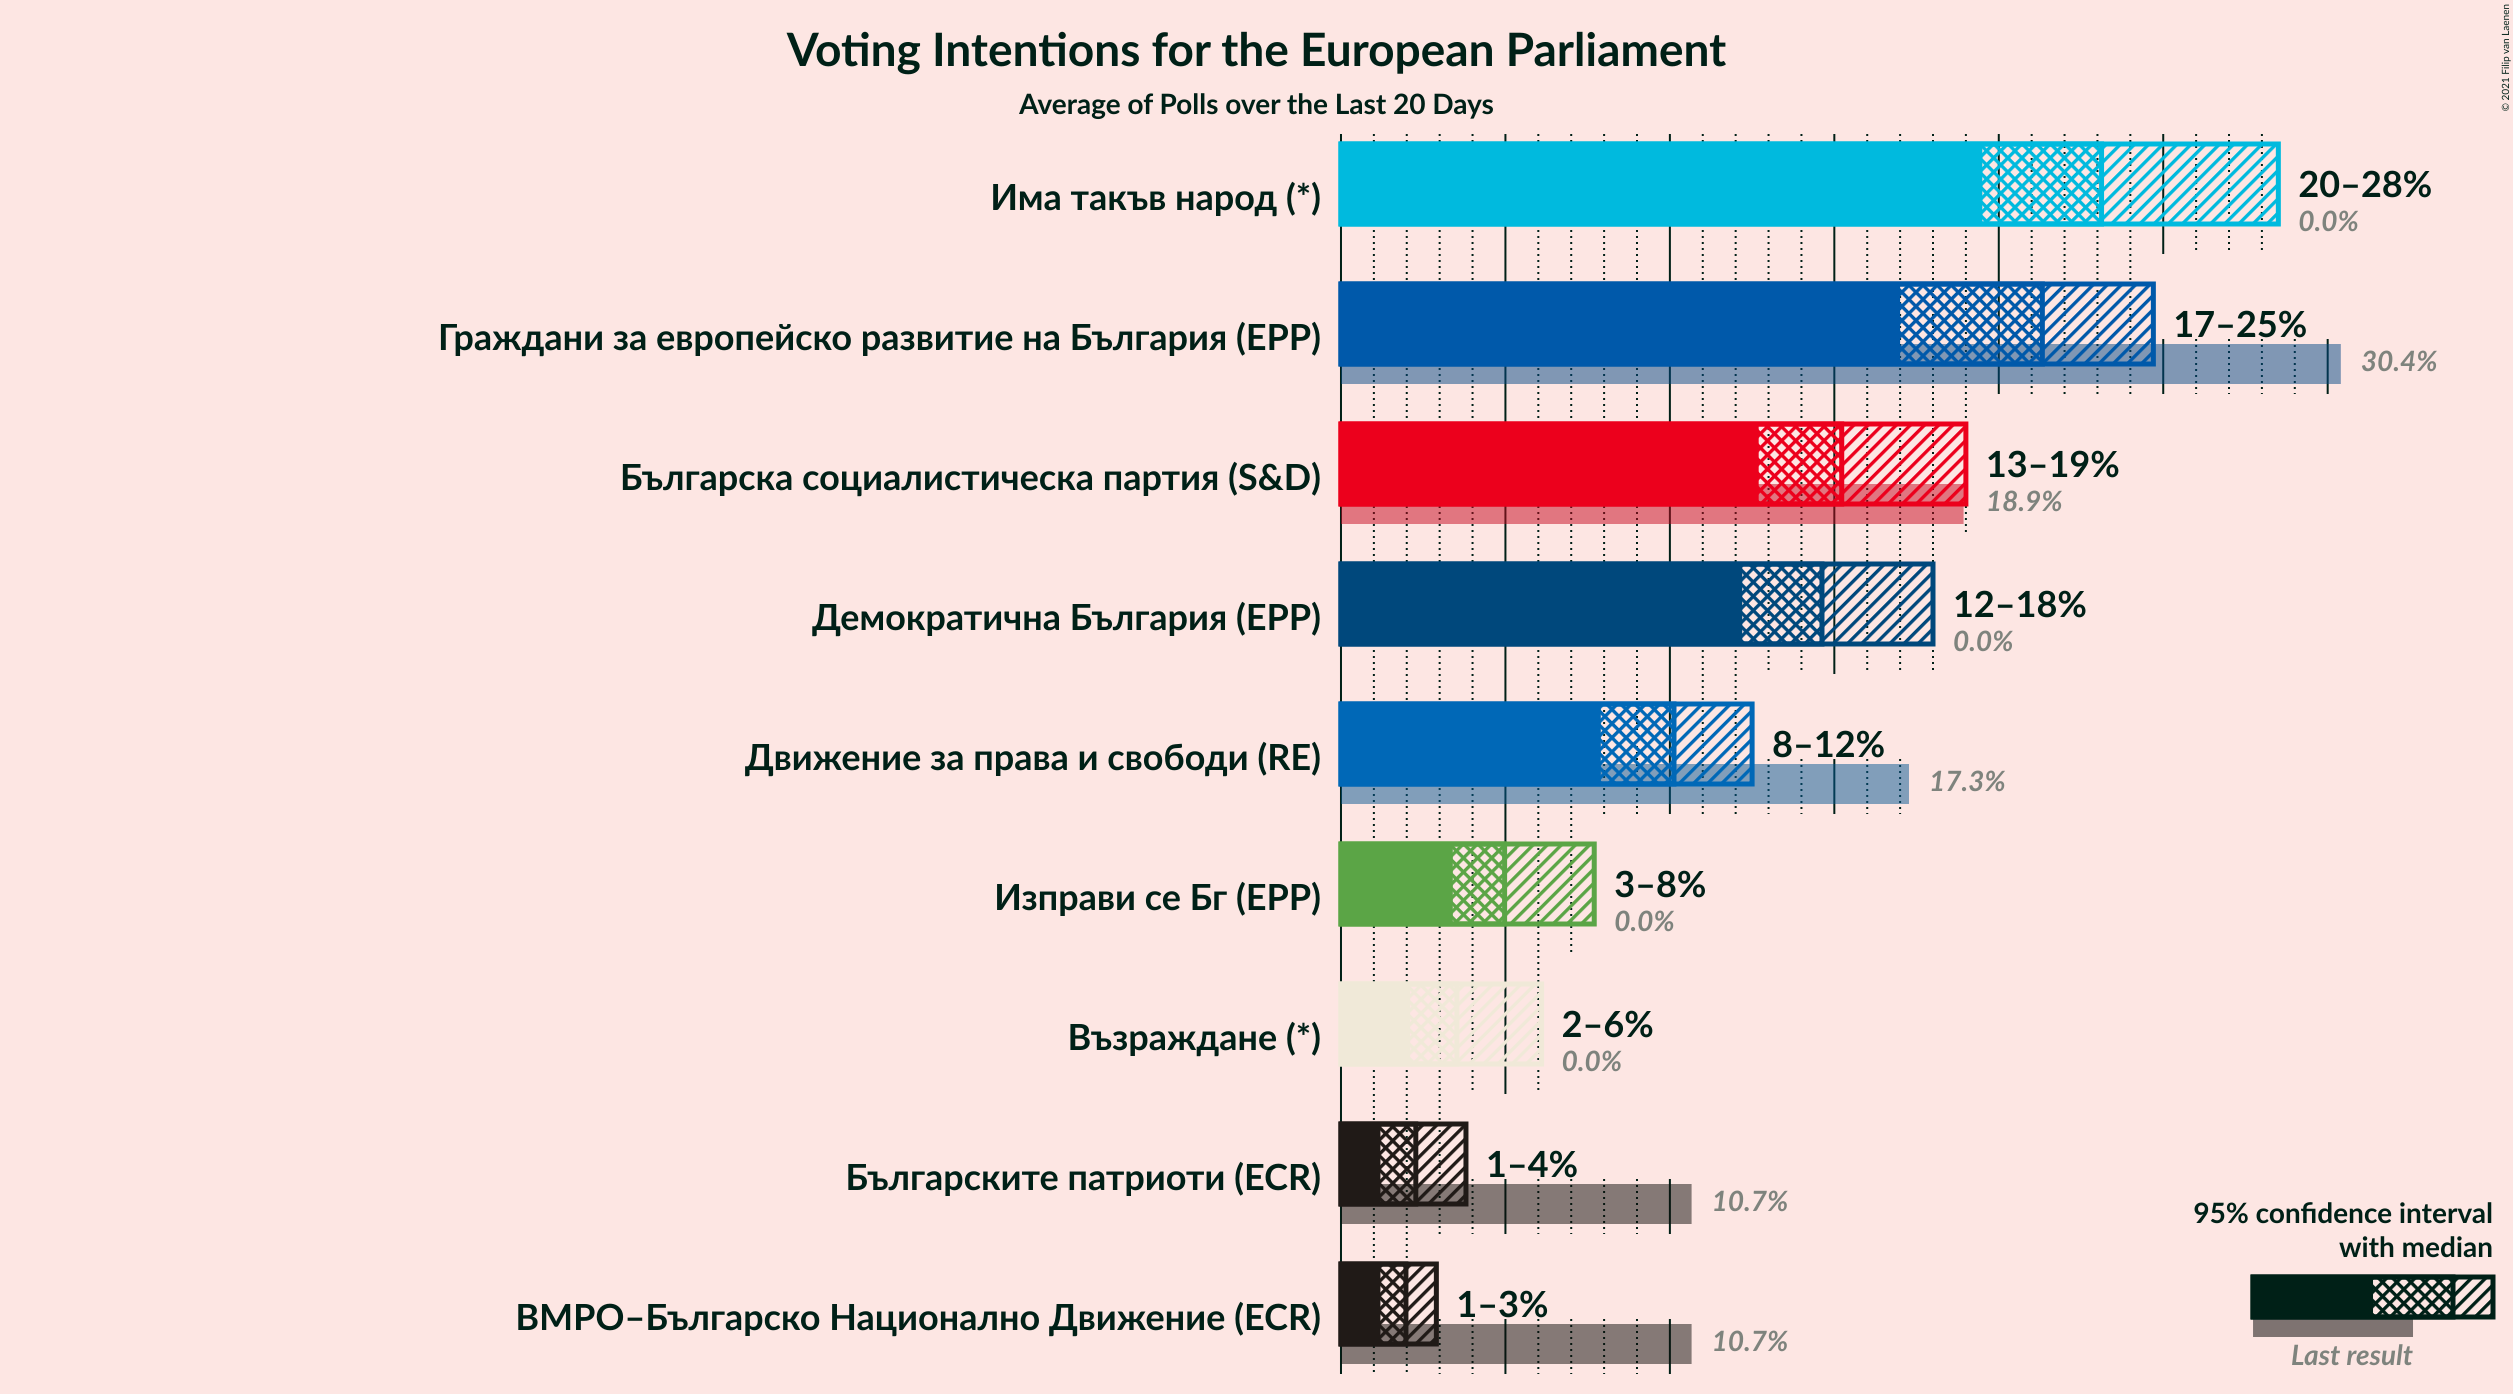 © 2021 Filip van Laenen
Voting Intentions for the European Parliament
Average of Polls over the Last 20 Days
Има такъв народ (*)
20–28%
0.0%
Граждани за европейско развитие на България (EPP)
17–25%
30.4%
Българска социалистическа партия (S&D)
13–19%
18.9%
Демократична България (EPP)
12–18%
0.0%
Движение за права и свободи (RE)
8–12%
17.3%
Изправи се Бг (EPP)
3–8%
0.0%
Възраждане (*)
2–6%
0.0%
Българските патриоти (ECR)
1–4%
10.7%
ВМРО–Българско Национално Движение (ECR)
1–3%
10.7%
95% confidence interval
with median
Last result